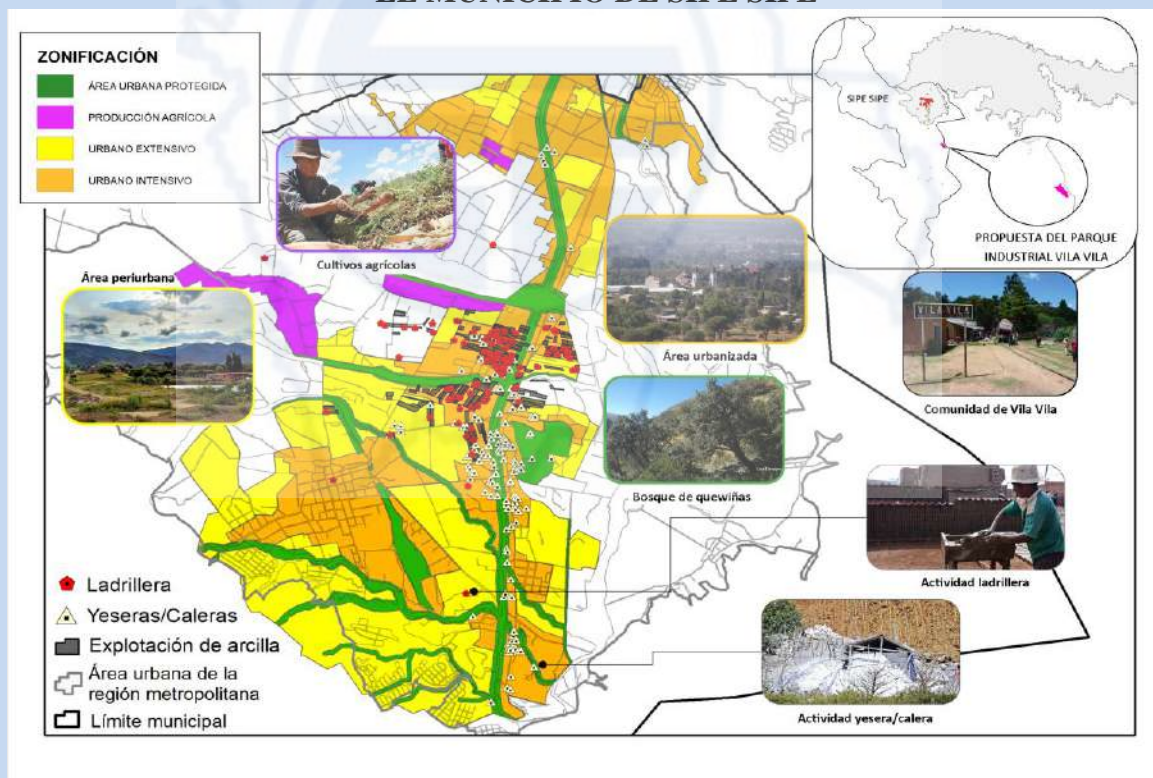 EL MUNICIPIO DE SIPE SIPE
ZONIFICACIÓN
ÁREA URBANA PROTEGIDA
PRODUCCIÓN AGRÍCOLA
URBANO EXTENSIVO
URBANO INTENSIVO
SIPE SIPE
PROPUESTA DEL PARQUE
INDUSTRIAL VILA VILA
Cultivos agrícolas
Área periurbana
Área urbanizada
VILA VILA
Comunidad de Vila Vila
Bosque de quewiñas
Actividad ladrillera
Actividad yesera/calera
Ladrillera
Yeseras/Caleras
Explotación de arcilla
Área urbana de la
región metropolitana
Límite municipal